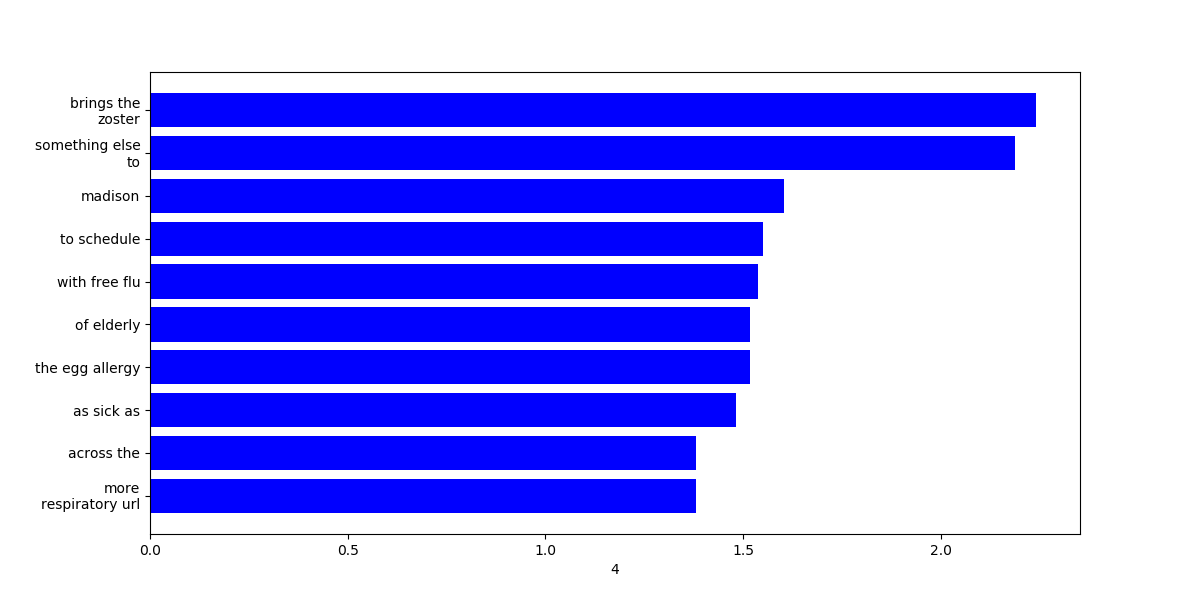 brings the
zoster
something else
to
madison
to schedule
with free flu
of elderly
the egg allergy
as sick as
across the
more
respiratory url
0.0 0.5 1.0 1.5 2.0
4